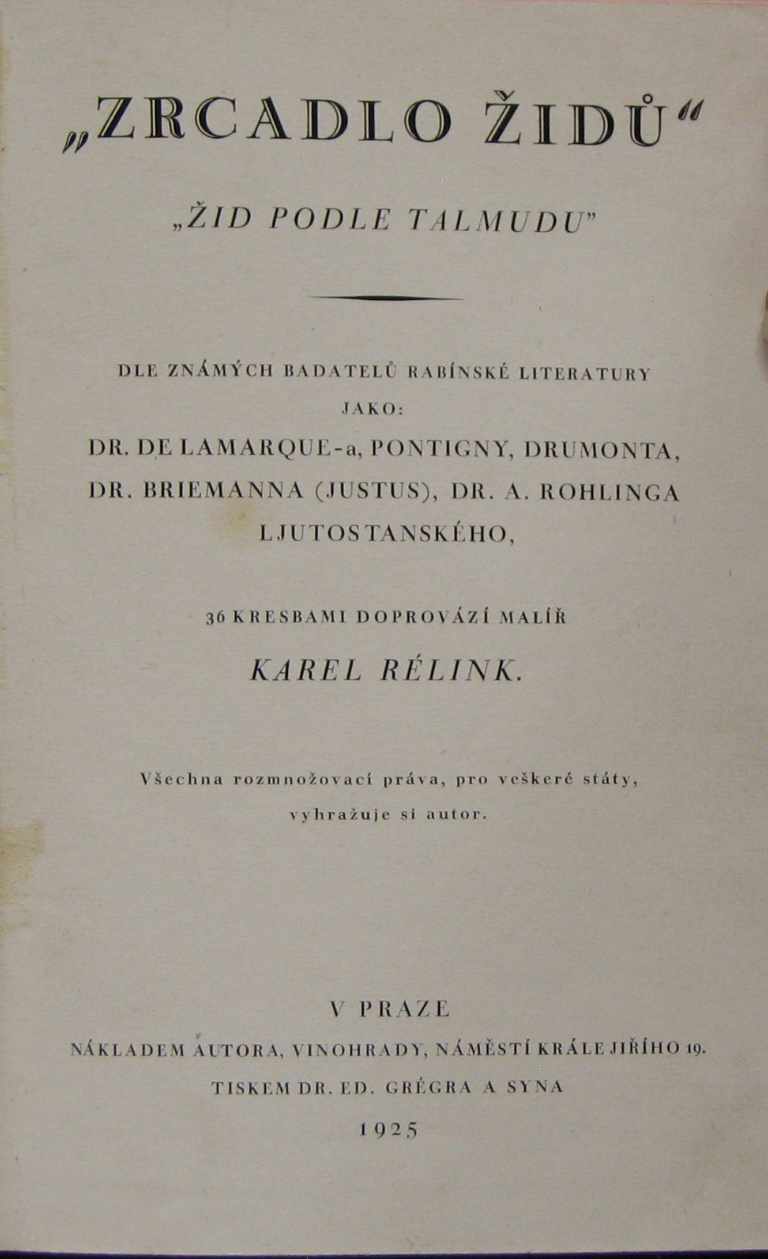 „ZRCADLO ŽIDŮ“
„ŽID PODLE TALMUDU”
DLE ZNÁMÝCH BADATELŮ RABÍNSKÉ LITERATURY
JAKO:
DR. DE LAMARQUE-a, PONTIGNY, DRUMONTA,
DR. BRIEMANNA (JUSTUS), DR. A. ROHLINGA
LJUTOSTANSKÉHO,
36 KRESBAMI DOPROVÁZÍ MALÍŘ
KAREL RÉLINK.
Všechna rozmnožovací práva, pro veškeré státy,
vyhražuje si autor.
V PRAZE
NÁKLADEM AUTORA, VINOHRADY, NÁMĚSTÍ KRÁLE JIŘÍHO 19.
TISKEM DR. ED. GRÉGRA A SYNA
1925